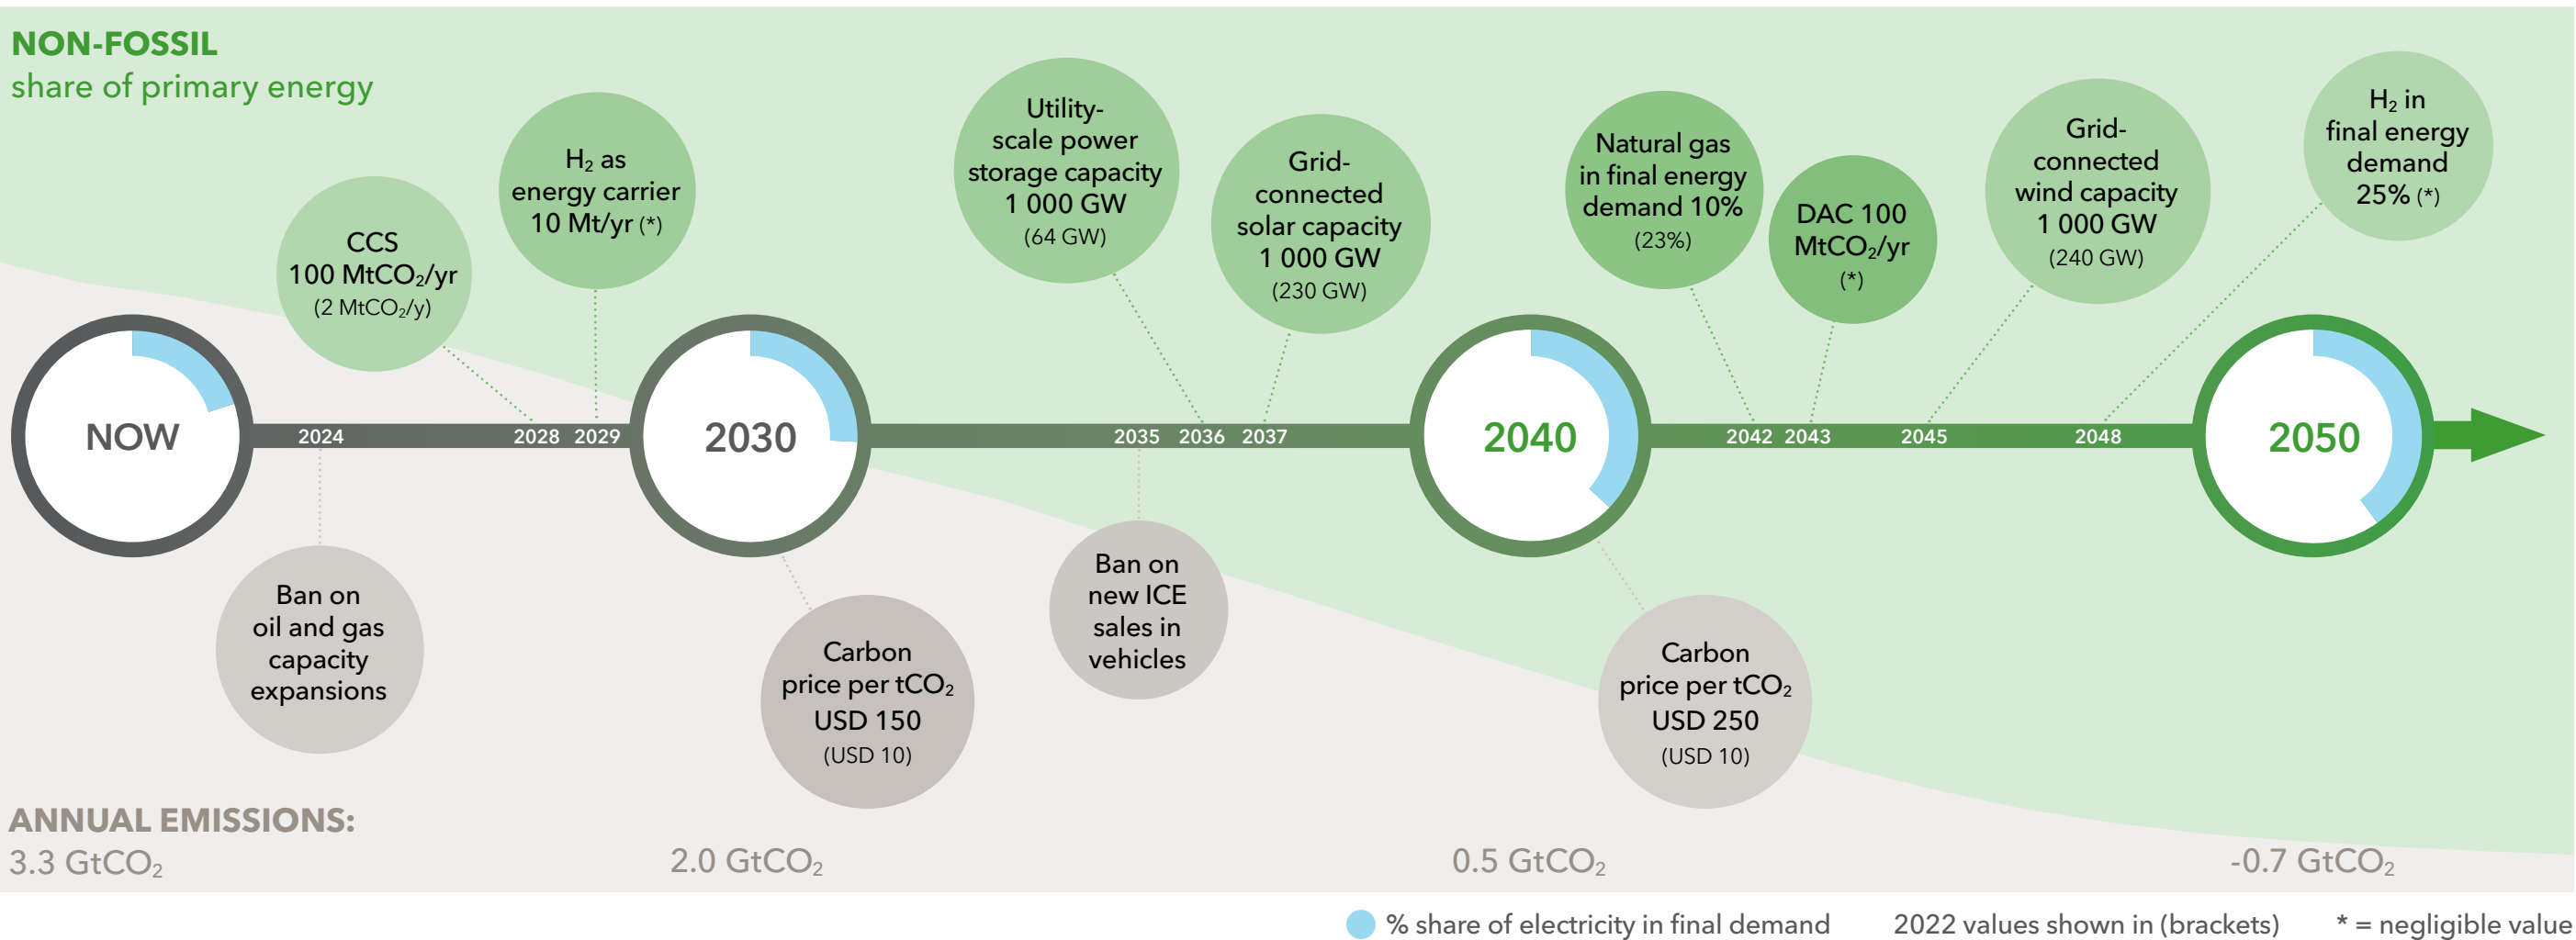 NON-FOSSIL
share of primary energy
CCS
100 MtCO₂/yr
(2 MtCO₂/y)
H₂ as
energy carrier
10 Mt/yr (*)
Utility-
scale power
storage capacity
1 000 GW
(64 GW)
Grid-
connected
solar capacity
1 000 GW
(230 GW)
Natural gas
in final energy
demand 10%
(23%)
DAC 100
MtCO₂/yr
(*)
Grid-
connected
wind capacity
1 000 GW
(240 GW)
H₂ in
final energy
demand
25% (*)
NOW
2024
2028
2029
2030
2035
2036
2037
2040
2042
2043
2045
2048
2050
Ban on
oil and gas
capacity
expansions
Carbon
price per tCO₂
USD 150
(USD 10)
Ban on
new ICE
sales in
vehicles
Carbon
price per tCO₂
USD 250
(USD 10)
ANNUAL EMISSIONS:
3.3 GtCO₂
2.0 GtCO₂
0.5 GtCO₂
-0.7 GtCO₂
% share of electricity in final demand
2022 values shown in (brackets)
* = negligible value